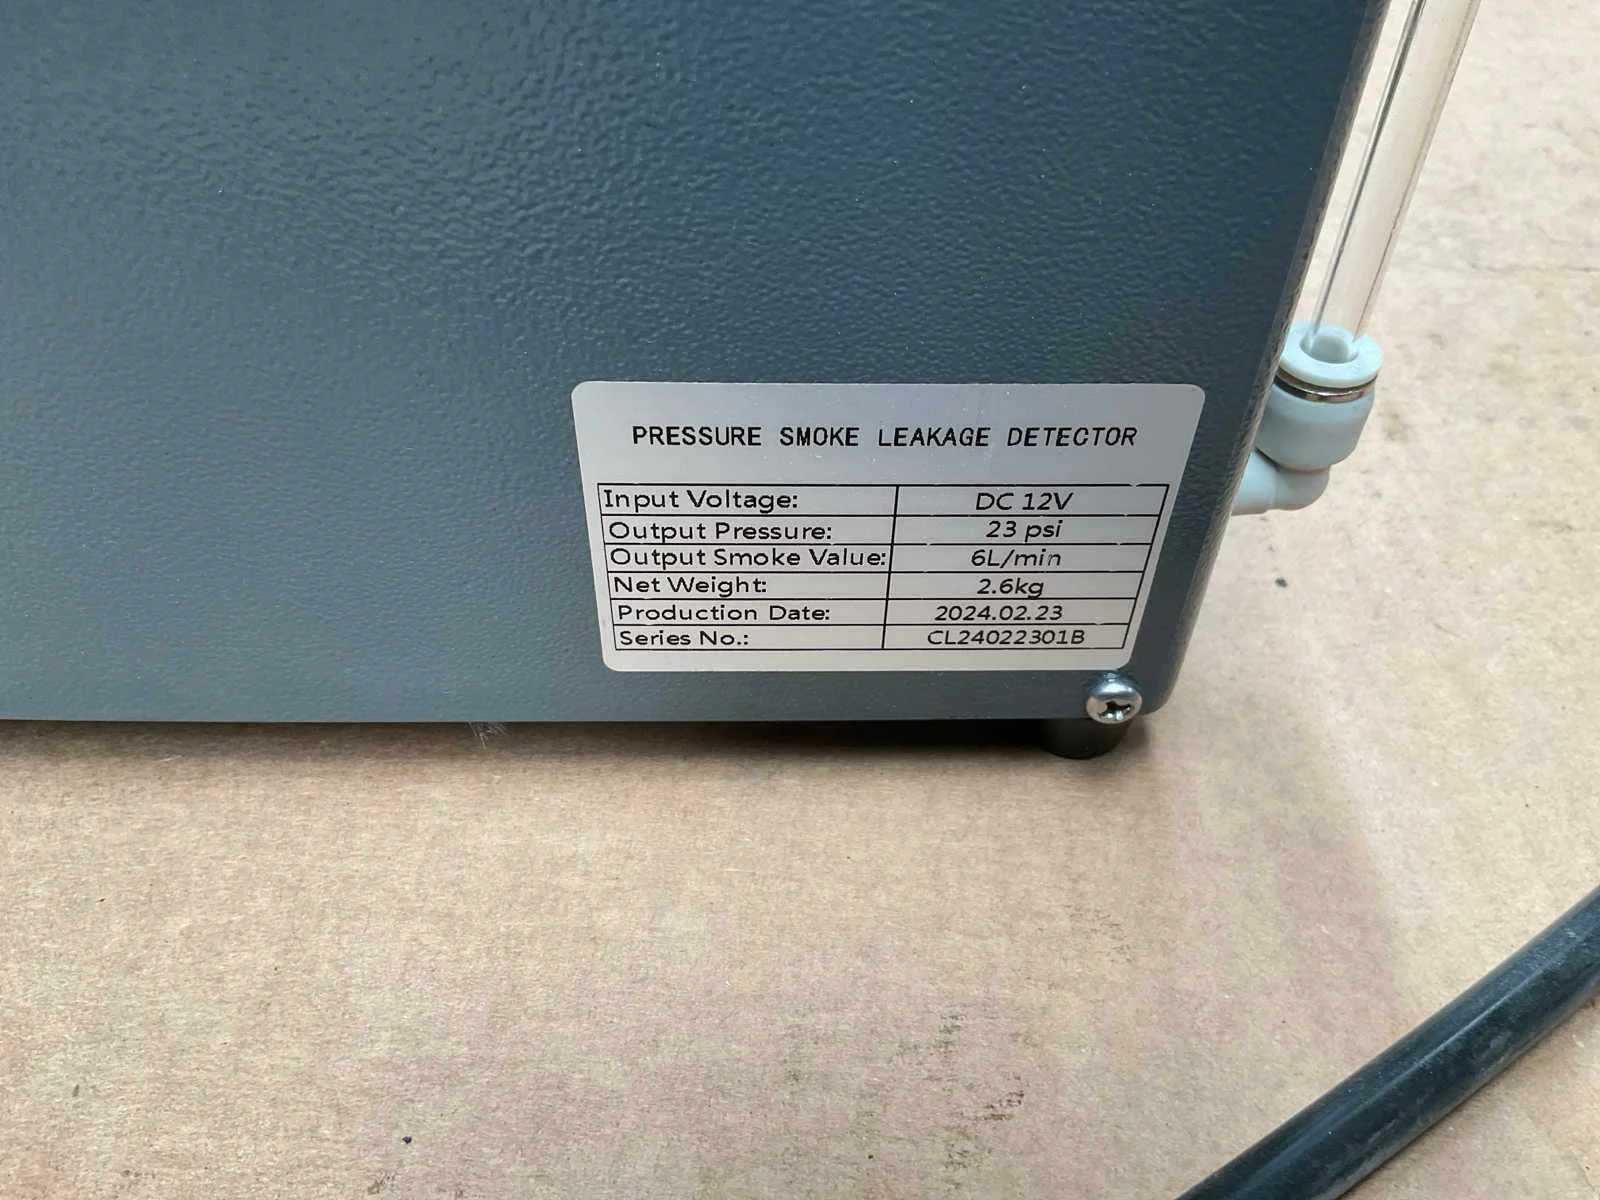 PRESSURE SMOKE LEAKAGE DETECTOR
Input Voltage: DC 12V
Output Pressure: 23 psi
Output Smoke Value: 6L/min
Net Weight: 2.6kg
Production Date: 2024.02.23
Series No.: CL24022301B